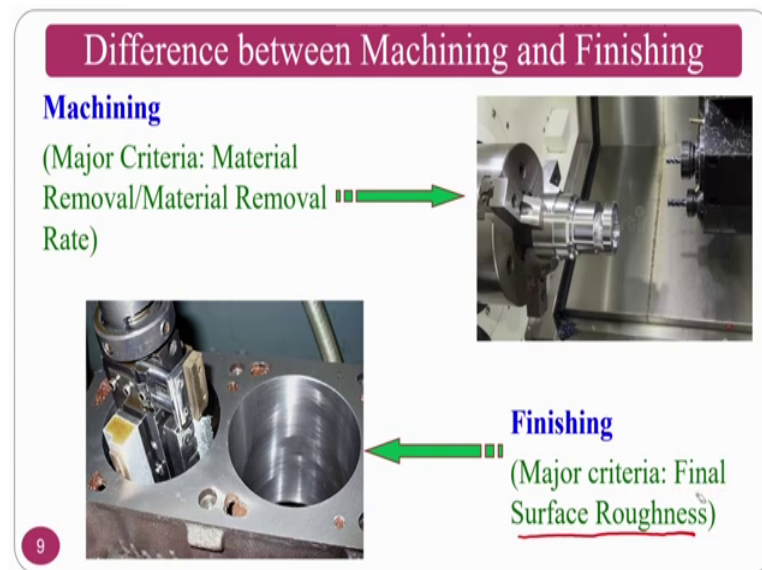 Difference between Machining and Finishing
Machining
(Major Criteria: Material
Removal/Material Removal
Rate)
Finishing
(Major criteria: Final
Surface Roughness)
9